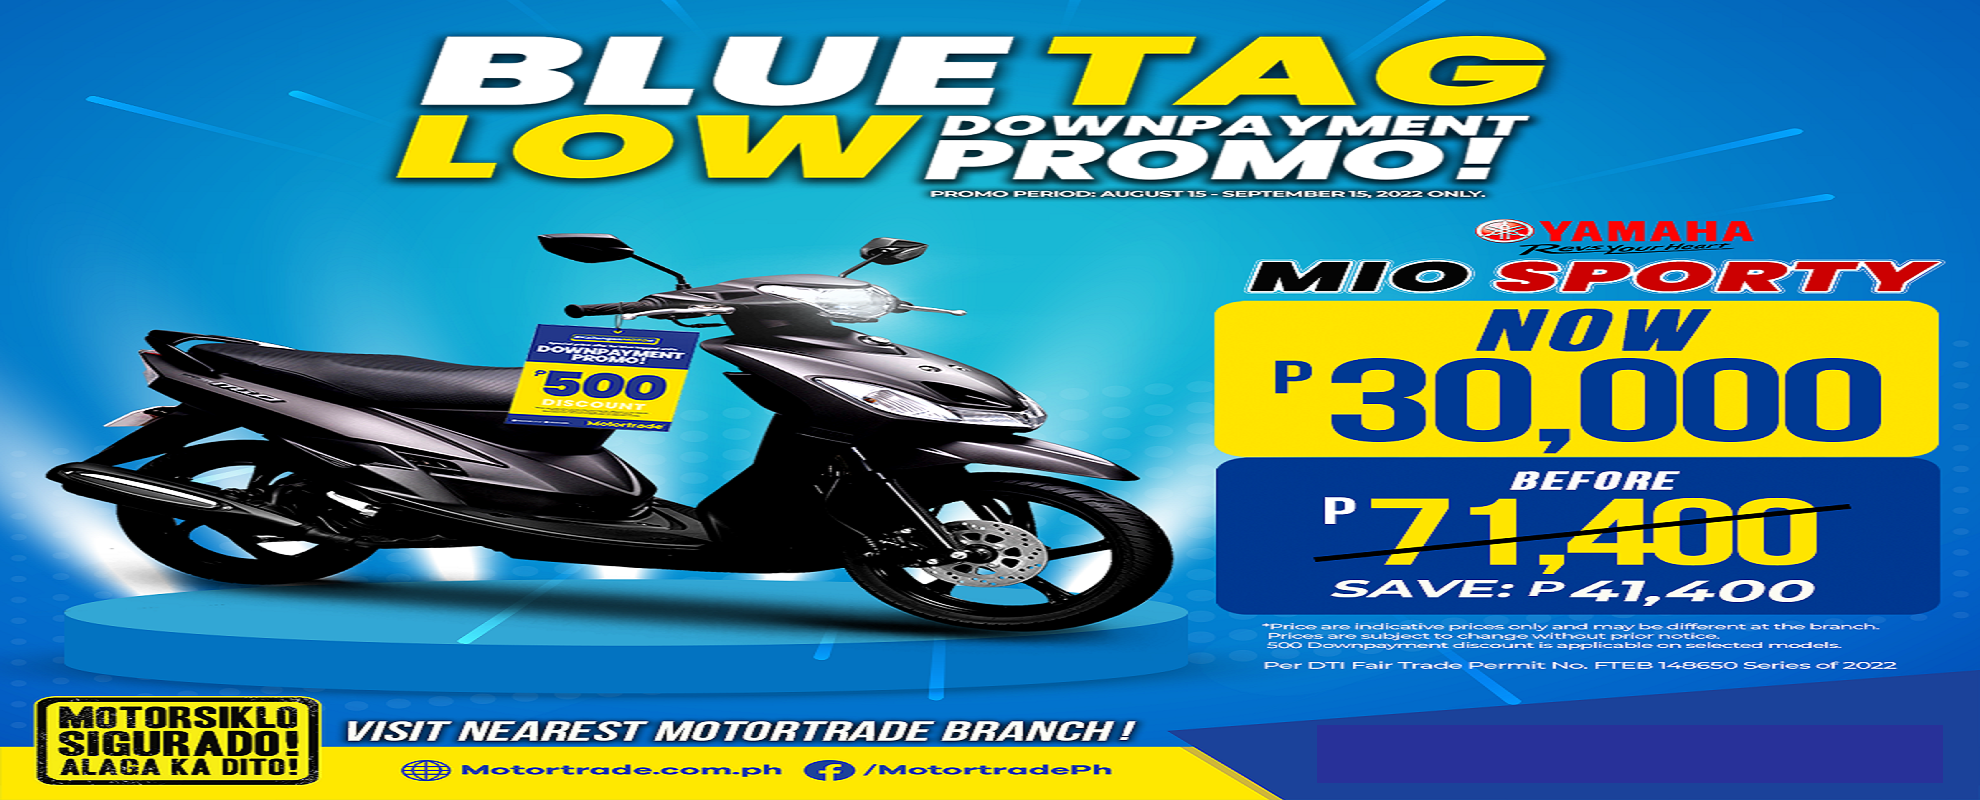 BLUE TAG
LOW DOWNPAYMENT
PROMO!
PROMO PERIOD: AUGUST 15 - SEPTEMBER 15, 2022 ONLY.
YAMAHA
Revs Your Heart
MIO SPORTY
NOW
P30,000
BEFORE
P71,400
SAVE: P41,400
*Price are indicative prices only and may be different at the branch.
Prices are subject to change without prior notice.
500 Downpayment discount is applicable on selected models.
Per DTI Fair Trade Permit No. FTEB 148650 Series of 2022
DOWNPAYMENT
PROMO!
₱500
DISCOUNT
Motortrade
MOTORSIKLO
SIGURADO!
ALAGA KA DITO!
VISIT NEAREST MOTORTRADE BRANCH !
Motortrade.com.ph /MotortradePh